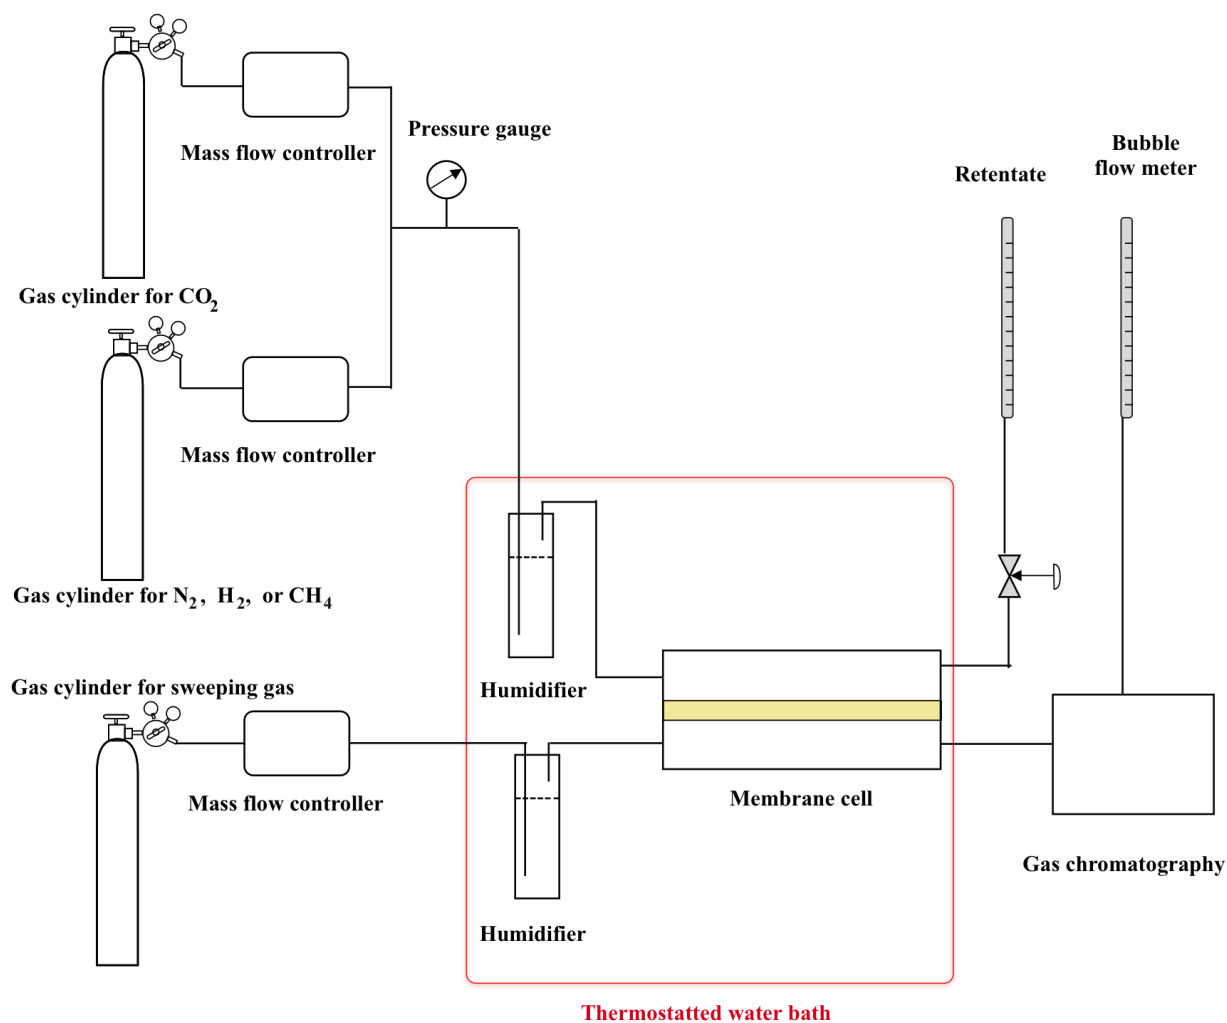 Pressure gauge
Mass flow controller
Bubble
flow meter
Retentate
Gas cylinder for CO2
Mass flow controller
Gas cylinder for N2, H2, or CH4
Gas cylinder for sweeping gas
Humidifier
Mass flow controller
Membrane cell
Gas chromatography
Humidifier
Thermostatted water bath